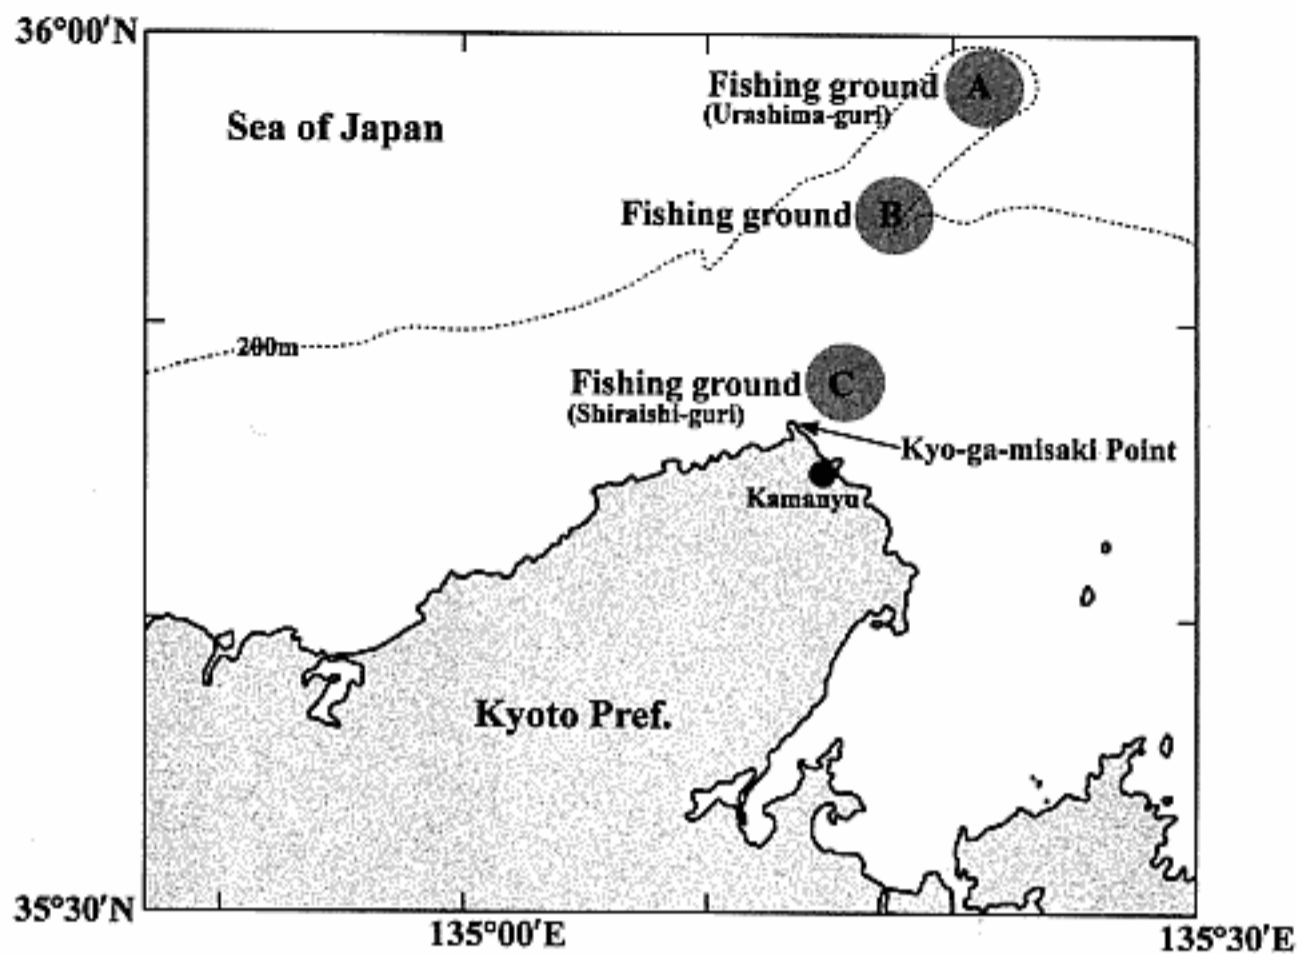 36°00′N
Fishing ground A
(Urashima-guri)
Sea of Japan
Fishing ground B
200m
Fishing ground C
(Shiraishi-guri)
Kyo-ga-misaki Point
Kamanyu
Kyoto Pref.
35°30′N
135°00′E
135°30′E